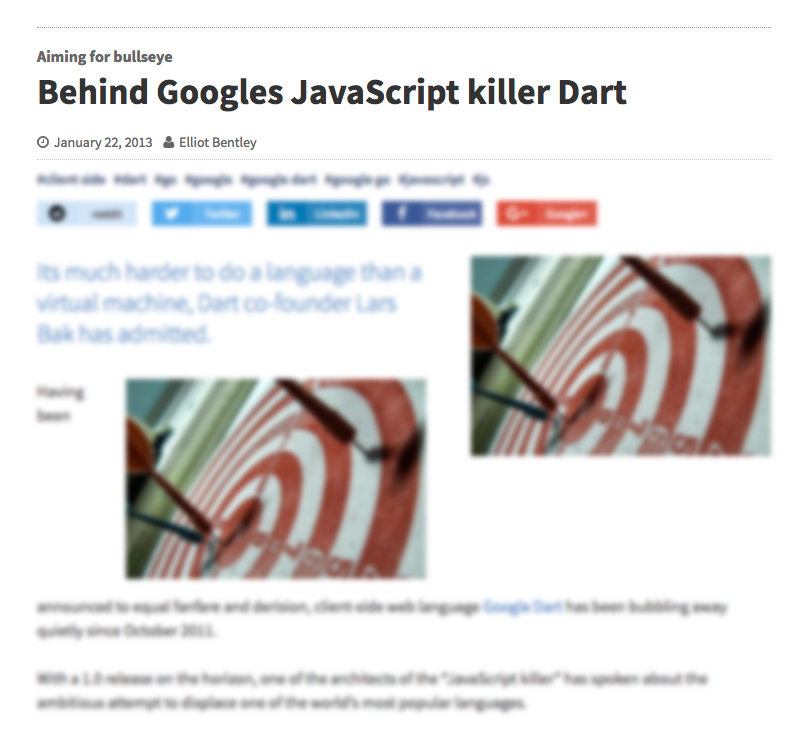 Aiming for bullseye
Behind Googles JavaScript killer Dart
January 22, 2013 Elliot Bentley
#client side #dart #go #google #google dart #google go #javascript #js
reddit Twitter LinkedIn Facebook Google+
Its much harder to do a language than a
virtual machine, Dart co-founder Lars
Bak has admitted.
Having
been
announced to equal fanfare and derision, client-side web language Google Dart has been bubbling away
quietly since October 2011.
With a 1.0 release on the horizon, one of the architects of the "JavaScript killer" has spoken about the
ambitious attempt to displace one of the world's most popular languages.